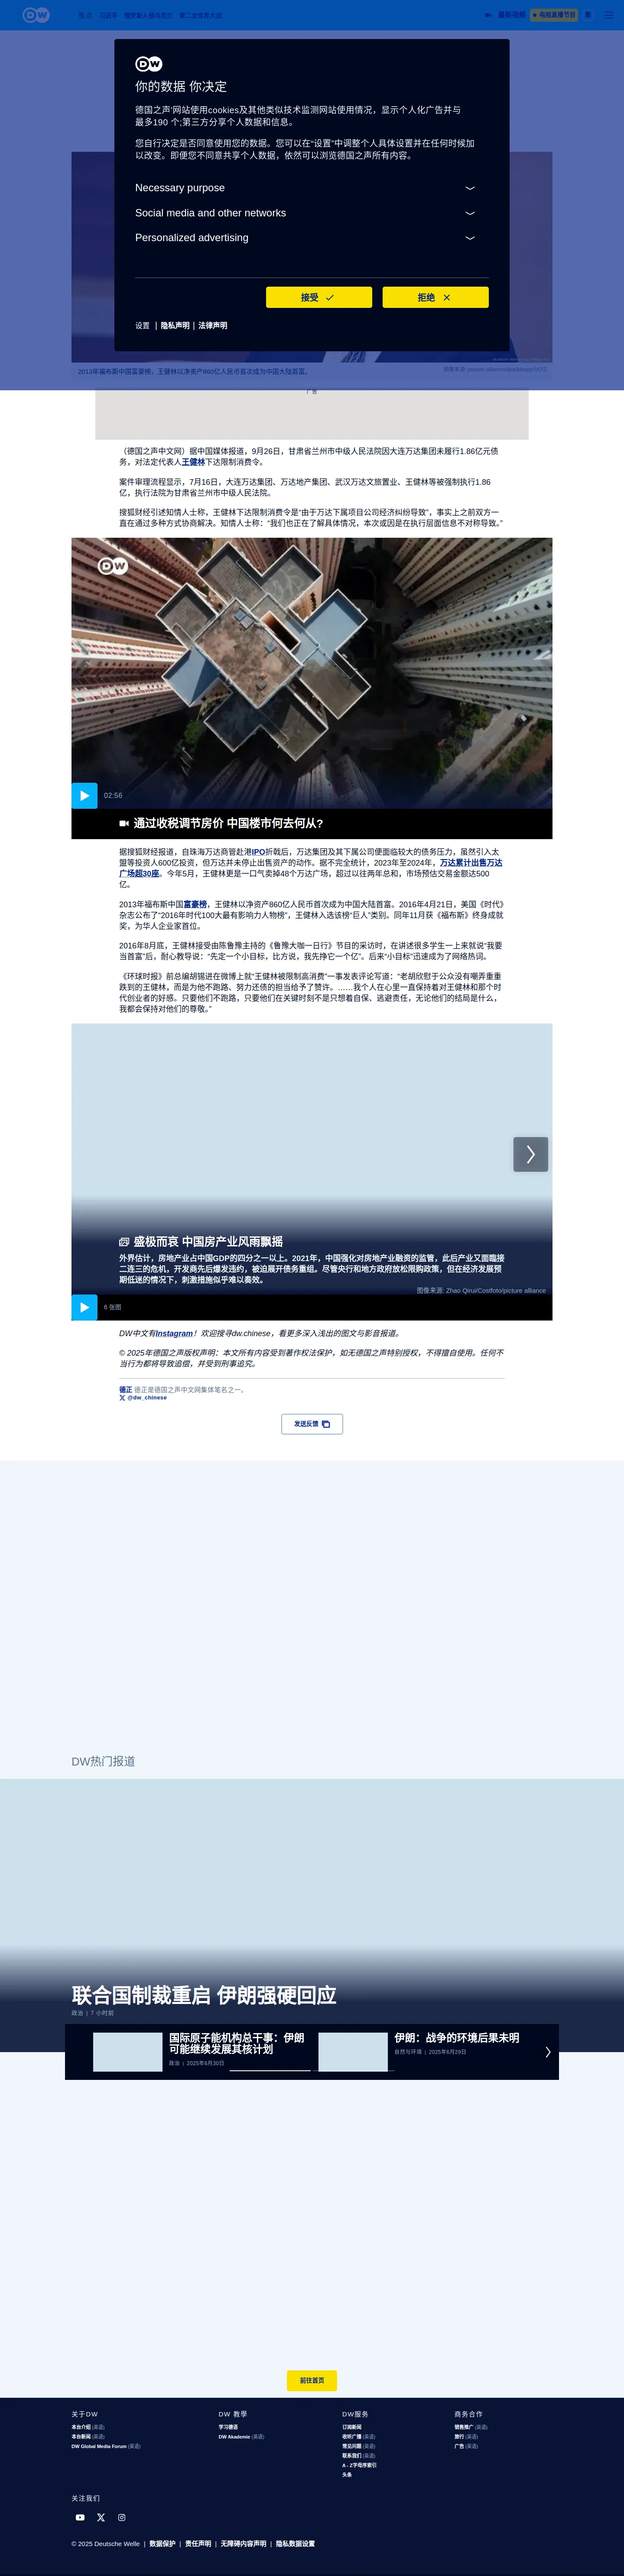 DW
焦点
习近平
俄罗斯入侵乌克兰
第二次世界大战
最新视频
电视直播节目
DW
你的数据 你决定
德国之声'网站使用cookies及其他类似技术监测网站使用情况，显示个人化广告并与
最多190 个;第三方分享个人数据和信息。
您自行决定是否同意使用您的数据。您可以在“设置”中调整个人具体设置并在任何时候加
以改变。即便您不同意共享个人数据，依然可以浏览德国之声所有内容。
Necessary purpose
Social media and other networks
Personalized advertising
接受
拒绝
设置 | 隐私声明 | 法律声明
2013年福布斯中国富豪榜，王健林以净资产860亿人民币首次成为中国大陆首富。
广告
（德国之声中文网）据中国媒体报道，9月26日，甘肃省兰州市中级人民法院因大连万达集团未履行1.86亿元债
务，对法定代表人王健林下达限制消费令。
案件审理流程显示，7月16日，大连万达集团、万达地产集团、武汉万达文旅置业、王健林等被强制执行1.86
亿，执行法院为甘肃省兰州市中级人民法院。
搜狐财经引述知情人士称，王健林下达限制消费令是“由于万达下属项目公司经济纠纷导致”，事实上之前双方一
直在通过多种方式协商解决。知情人士称：“我们也正在了解具体情况，本次或因是在执行层面信息不对称导致。”
DW
02:56
通过收税调节房价 中国楼市何去何从?
据搜狐财经报道，自珠海万达商管赴港IPO折戟后，万达集团及其下属公司便面临较大的债务压力，虽然引入太
盟等投资人600亿投资，但万达并未停止出售资产的动作。据不完全统计，2023年至2024年，万达累计出售万达
广场超30座。今年5月，王健林更是一口气卖掉48个万达广场，超过以往两年总和，市场预估交易金额达500
亿。
2013年福布斯中国富豪榜，王健林以净资产860亿人民币首次成为中国大陆首富。2016年4月21日，美国《时代》
杂志公布了“2016年时代100大最有影响力人物榜”，王健林入选该榜“巨人”类别。同年11月获《福布斯》终身成就
奖，为华人企业家首位。
2016年8月底，王健林接受由陈鲁豫主持的《鲁豫大咖一日行》节目的采访时，在讲述很多学生一上来就说“我要
当首富”后，耐心教导说：“先定一个小目标，比方说，我先挣它一个亿”。后来“小目标”迅速成为了网络热词。
《环球时报》前总编胡锡进在微博上就“王健林被限制高消费”一事发表评论写道：“老胡欣慰于公众没有嘲弄重重
跌到的王健林，而是为他不跑路、努力还债的担当给予了赞许。……我个人在心里一直保持着对王健林和那个时
代创业者的好感。只要他们不跑路，只要他们在关键时刻不是只想着自保、逃避责任，无论他们的结局是什么，
我都会保持对他们的尊敬。”
盛极而哀 中国房产业风雨飘摇
外界估计，房地产业占中国GDP的四分之一以上。2021年，中国强化对房地产业融资的监管，此后产业又面临接
二连三的危机，开发商先后爆发违约，被迫展开债务重组。尽管央行和地方政府放松限购政策，但在经济发展预
期低迷的情况下，刺激措施似乎难以奏效。
图像来源: Zhao Qirui/Costfoto/picture alliance
6 张图
DW中文有Instagram！欢迎搜寻dw.chinese，看更多深入浅出的图文与影音报道。
© 2025年德国之声版权声明：本文所有内容受到著作权法保护，如无德国之声特别授权，不得擅自使用。任何不
当行为都将导致追偿，并受到刑事追究。
德正 德正是德国之声中文网集体笔名之一。
@dw_chinese
发送反馈
DW热门报道
联合国制裁重启 伊朗强硬回应
政治 | 7 小时前
国际原子能机构总干事：伊朗
可能继续发展其核计划
政治 | 2025年6月30日
伊朗：战争的环境后果未明
自然与环境 | 2025年6月29日
前往首页
关于DW
本台介绍 (英语)
本台新闻 (英语)
DW Global Media Forum (英语)
DW 教學
学习德语
DW Akademie (英语)
DW服务
订阅新闻
收听广播 (英语)
常见问题 (英语)
联系我们 (英语)
A - Z字母序索引
头条
商务合作
销售推广 (英语)
旅行 (英语)
广告 (英语)
关注我们
© 2025 Deutsche Welle | 数据保护 | 责任声明 | 无障碍内容声明 | 隐私数据设置